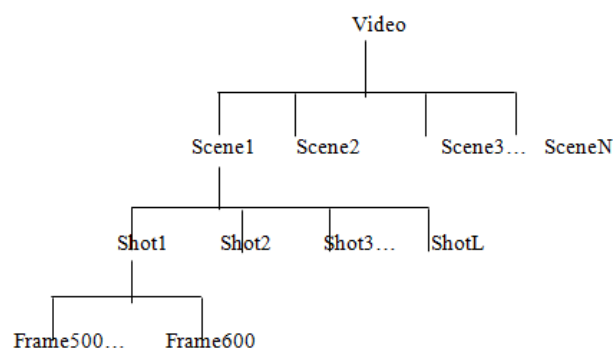 Video
Scene1 Scene2 Scene3... SceneN
Shot1 Shot2 Shot3... ShotL
Frame500... Frame600